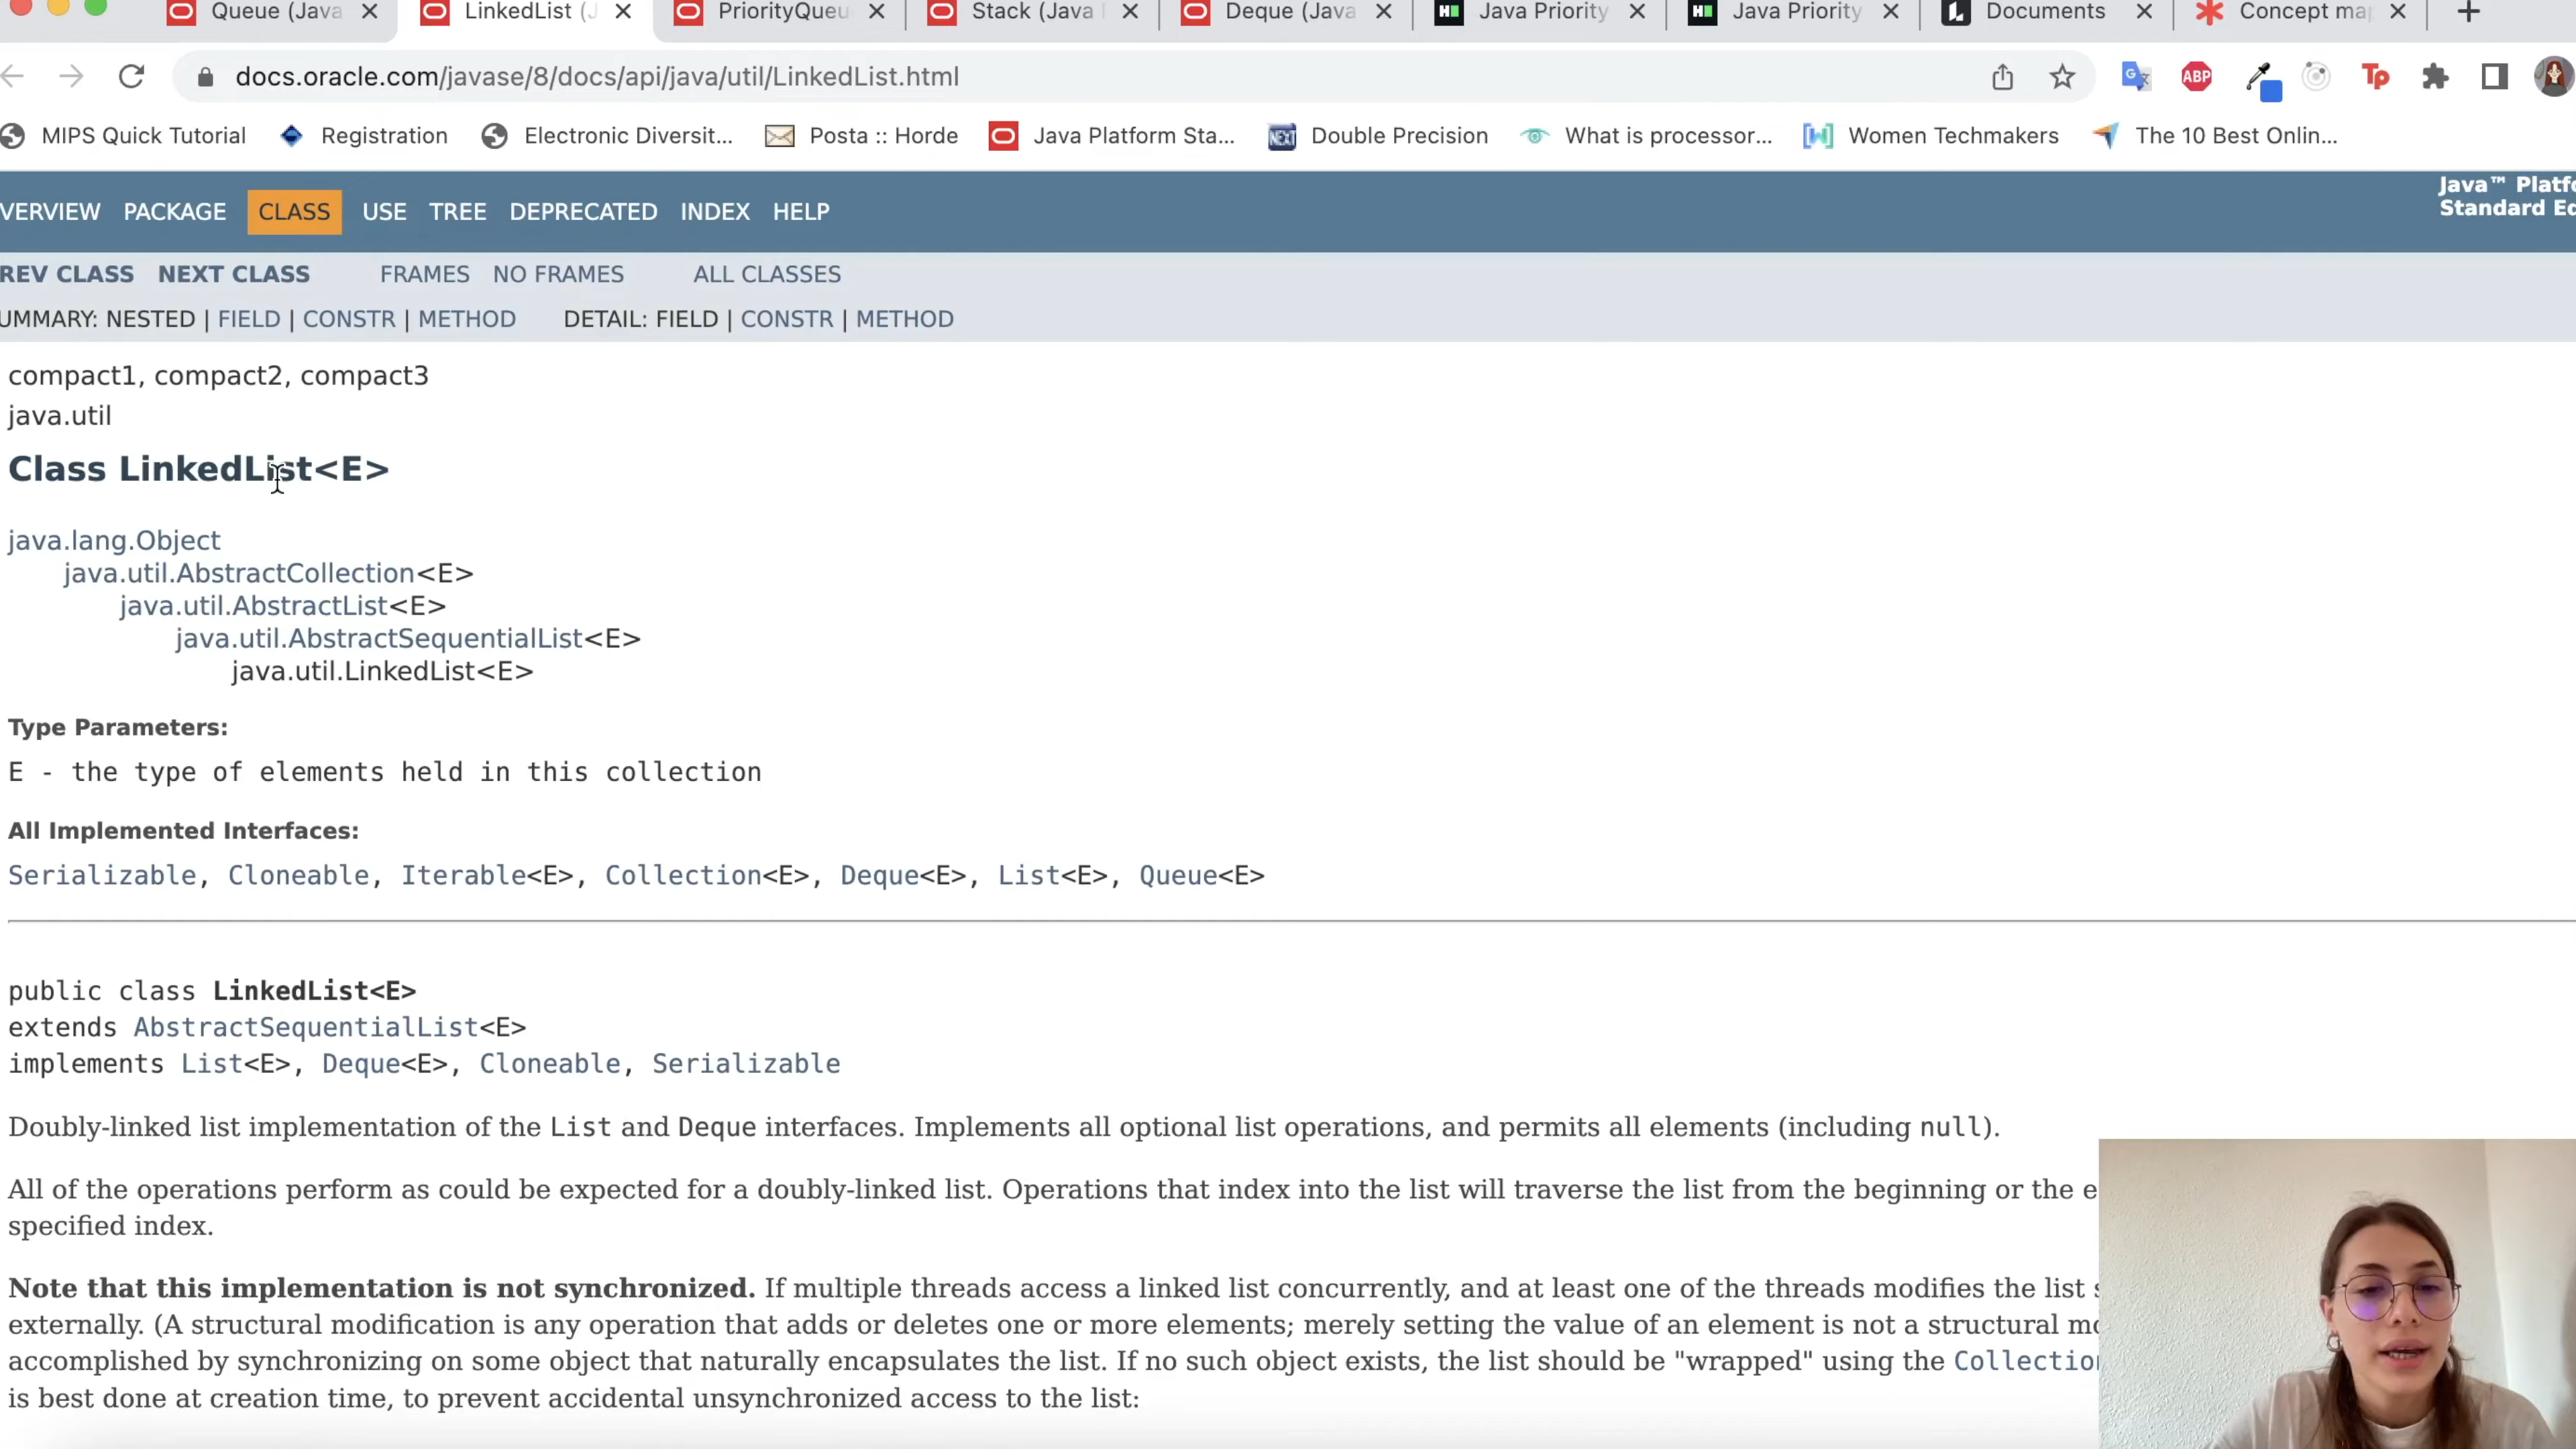 Queue (Java
LinkedList (J
PriorityQueu
Stack (Java
Deque (Java
Java Priority
Java Priority
Documents
Concept ma
docs.oracle.com/javase/8/docs/api/java/util/LinkedList.html
ABP
Tp
MIPS Quick Tutorial
Registration
Electronic Diversit...
Posta :: Horde
Java Platform Sta...
NEXT
Double Precision
What is processor...
Women Techmakers
The 10 Best Onlin...
VERVIEW PACKAGE CLASS USE TREE DEPRECATED INDEX HELP
Java™ Platfo
Standard Ed
REV CLASS NEXT CLASS FRAMES NO FRAMES ALL CLASSES
UMMARY: NESTED | FIELD | CONSTR | METHOD DETAIL: FIELD | CONSTR | METHOD
compact1, compact2, compact3
java.util
Class LinkedList<E>
java.lang.Object
java.util.AbstractCollection<E>
java.util.AbstractList<E>
java.util.AbstractSequentialList<E>
java.util.LinkedList<E>
Type Parameters:
E - the type of elements held in this collection
All Implemented Interfaces:
Serializable, Cloneable, Iterable<E>, Collection<E>, Deque<E>, List<E>, Queue<E>
public class LinkedList<E>
extends AbstractSequentialList<E>
implements List<E>, Deque<E>, Cloneable, Serializable
Doubly-linked list implementation of the List and Deque interfaces. Implements all optional list operations, and permits all elements (including null).
All of the operations perform as could be expected for a doubly-linked list. Operations that index into the list will traverse the list from the beginning or the e
specified index.
Note that this implementation is not synchronized. If multiple threads access a linked list concurrently, and at least one of the threads modifies the list s
externally. (A structural modification is any operation that adds or deletes one or more elements; merely setting the value of an element is not a structural mo
accomplished by synchronizing on some object that naturally encapsulates the list. If no such object exists, the list should be "wrapped" using the Collection
is best done at creation time, to prevent accidental unsynchronized access to the list: